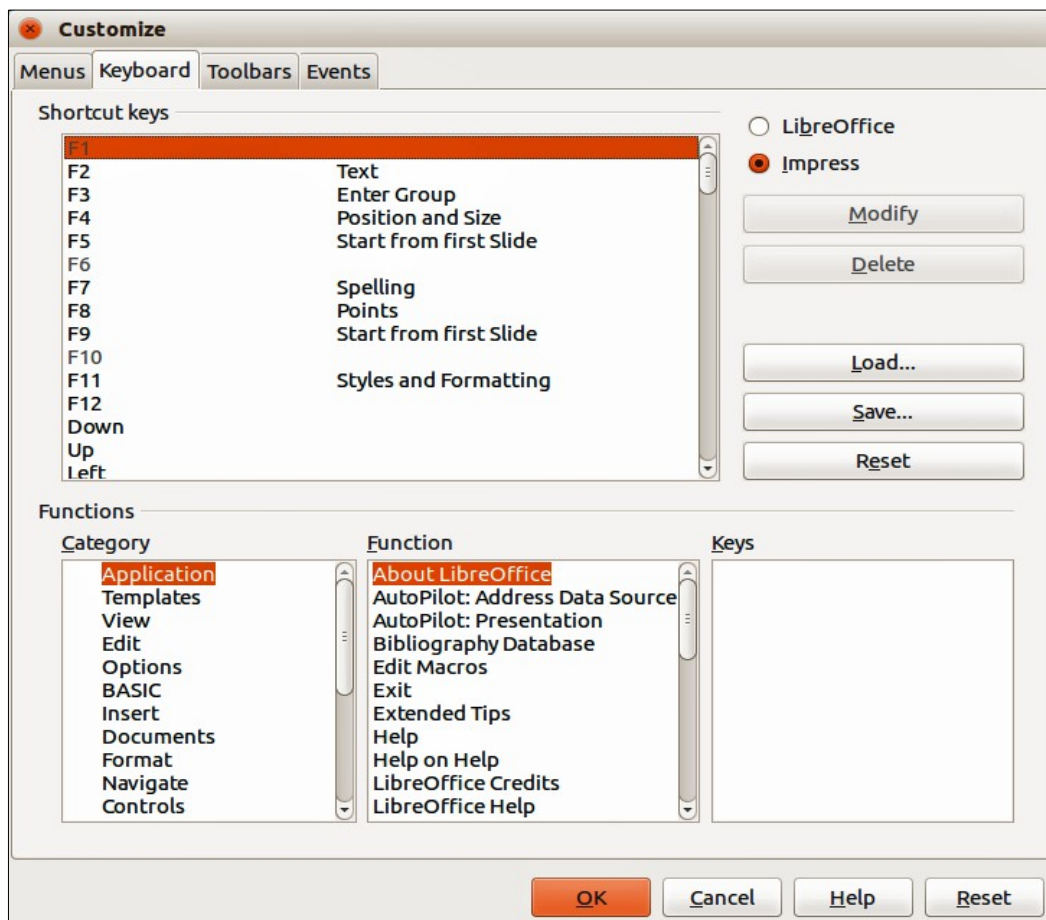 Customize
Menus Keyboard Toolbars Events
Shortcut keys
F1
F2 Text
F3 Enter Group
F4 Position and Size
F5 Start from first Slide
F6
F7 Spelling
F8 Points
F9 Start from first Slide
F10
F11 Styles and Formatting
F12
Down
Up
Left
LibreOffice
Impress
Modify
Delete
Load...
Save...
Reset
Functions
Category
Application
Templates
View
Edit
Options
BASIC
Insert
Documents
Format
Navigate
Controls
Function
About LibreOffice
AutoPilot: Address Data Source
AutoPilot: Presentation
Bibliography Database
Edit Macros
Exit
Extended Tips
Help
Help on Help
LibreOffice Credits
LibreOffice Help
Keys
OK Cancel Help Reset